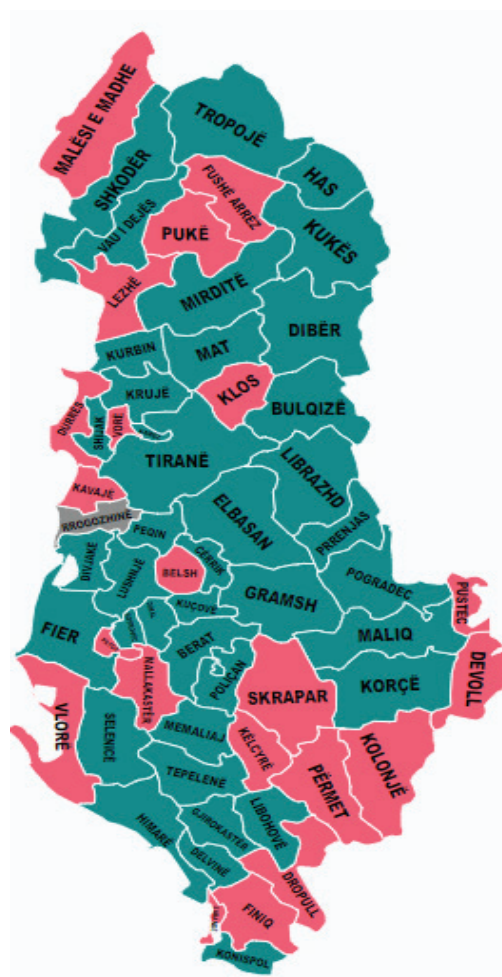 MALËSI E MADHE
TROPOJË
SHKODËR
HAS
FUSHË ARRËZ
VAU I DEJËS
PUKË
KUKËS
LEZHË
MIRDITË
DIBËR
KURBIN
MAT
KLOS
KRUJË
BULQIZË
DURRËS
SHIJAK
VORË
TIRANË
LIBRAZHD
KAVAJË
ELBASAN
RROGOZHINË
PEQIN
PRRENJAS
DIVJAKË
LUSHNJË
BELSH
CËRRIK
POGRADEC
PUSTEC
KUÇOVË
GRAMSH
FIER
MALIQ
BERAT
DEVOLL
MALLAKASTËR
POLIÇAN
SKRAPAR
KORÇË
VLORË
SELENICË
MEMALIAJ
KËLCYRË
KOLONJË
TEPELENË
PËRMET
GJIROKASTËR
LIBOHOVË
HIMARË
DELVINË
DROPULL
FINIQ
KONISPOL